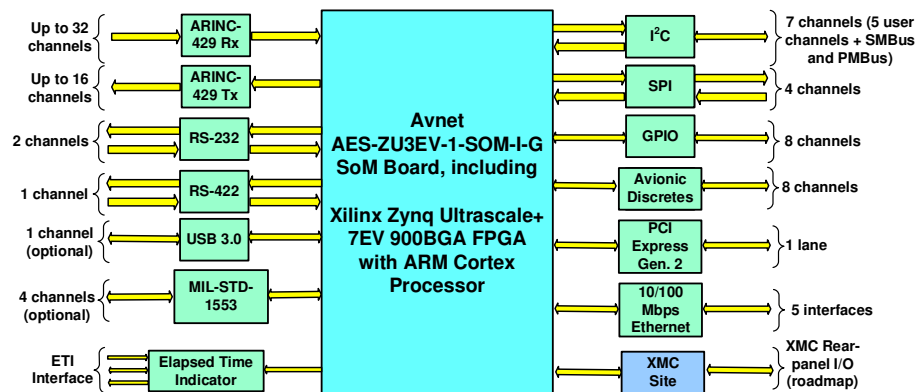 Up to 32
channels
ARINC-
429 Rx
Up to 16
channels
ARINC-
429 Tx
2 channels
RS-232
1 channel
RS-422
1 channel
(optional)
USB 3.0
4 channels
(optional)
MIL-STD-
1553
ETI
Interface
Elapsed Time
Indicator
Avnet
AES-ZU3EV-1-SOM-I-G
SoM Board, including
Xilinx Zynq Ultrascale+
7EV 900BGA FPGA
with ARM Cortex
Processor
I²C
7 channels (5 user
channels + SMBus
and PMBus)
SPI
4 channels
GPIO
8 channels
Avionic
Discretes
8 channels
PCI
Express
Gen. 2
1 lane
10/100
Mbps
Ethernet
5 interfaces
XMC
Site
XMC Rear-
panel I/O
(roadmap)